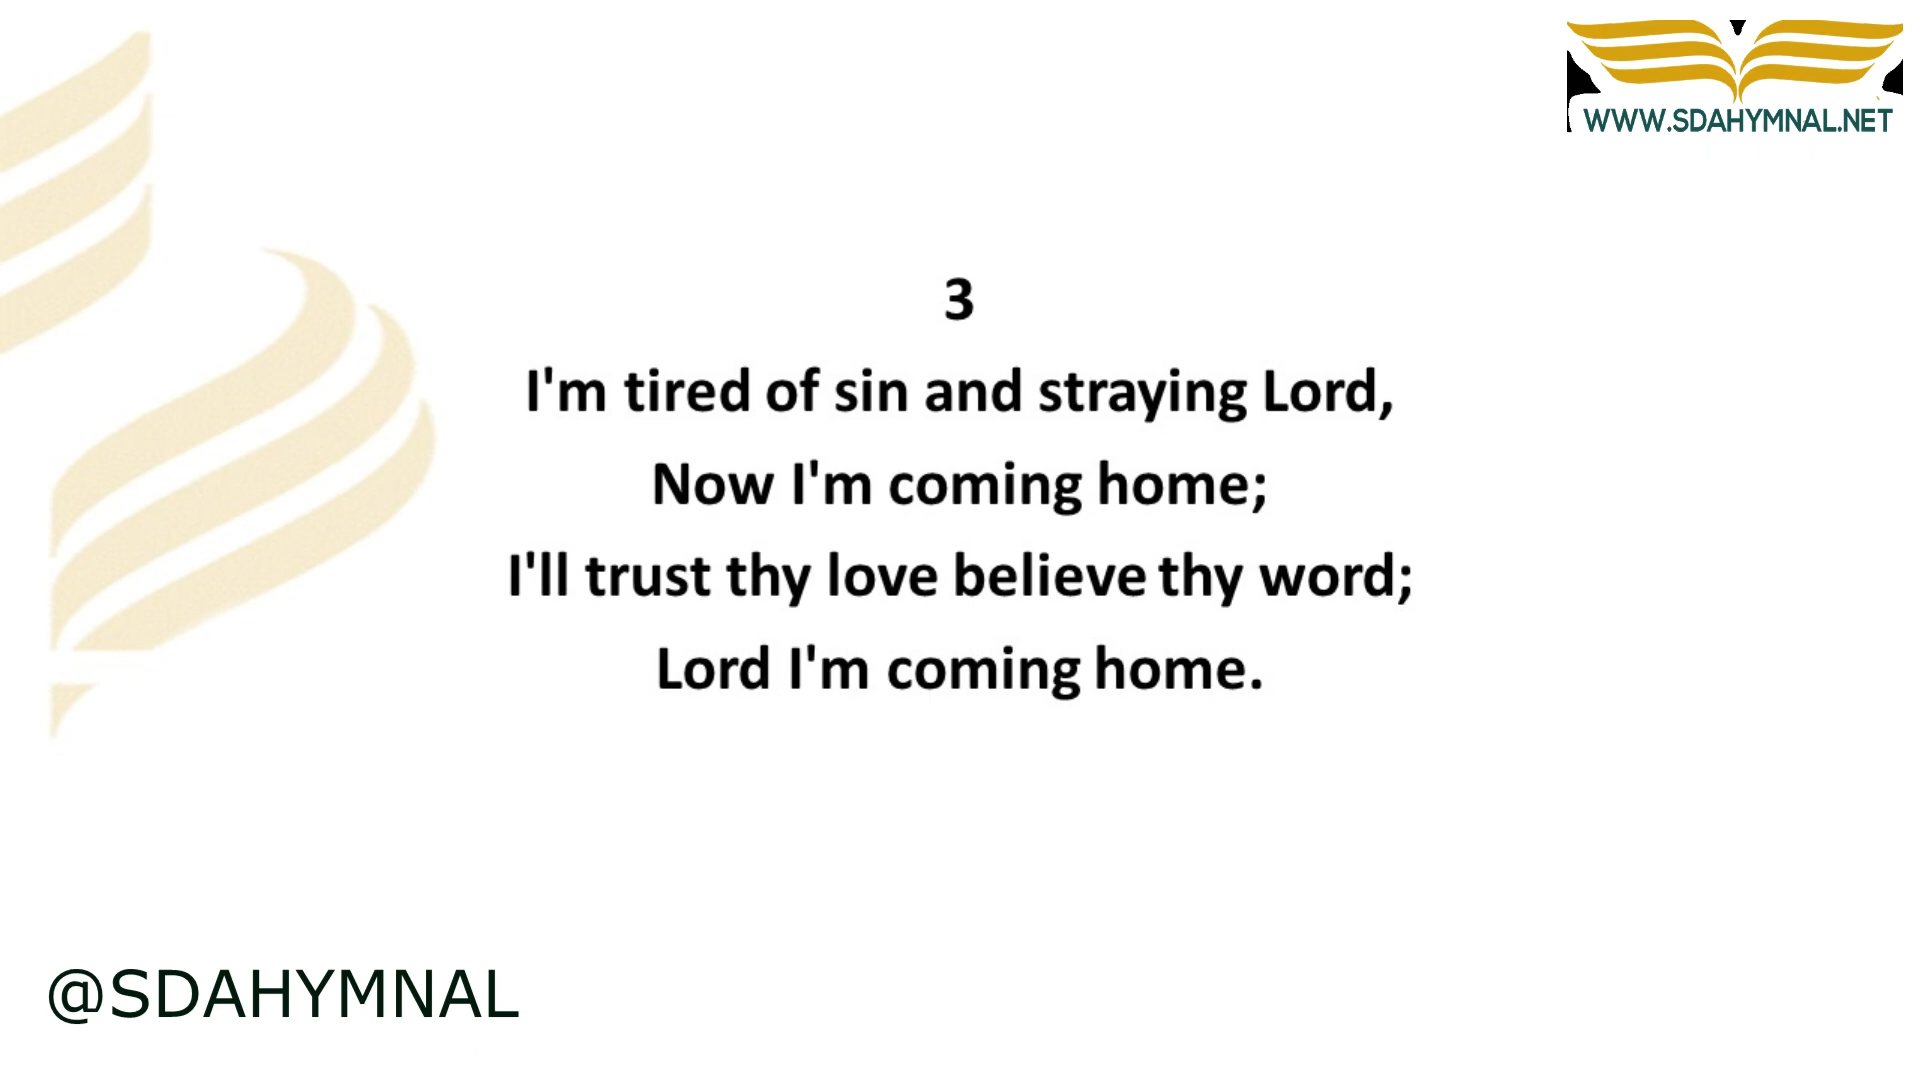 WWW.SDAHYMNAL.NET
3
I'm tired of sin and straying Lord,
Now I'm coming home;
I'll trust thy love believe thy word;
Lord I'm coming home.
@SDAHYMNAL